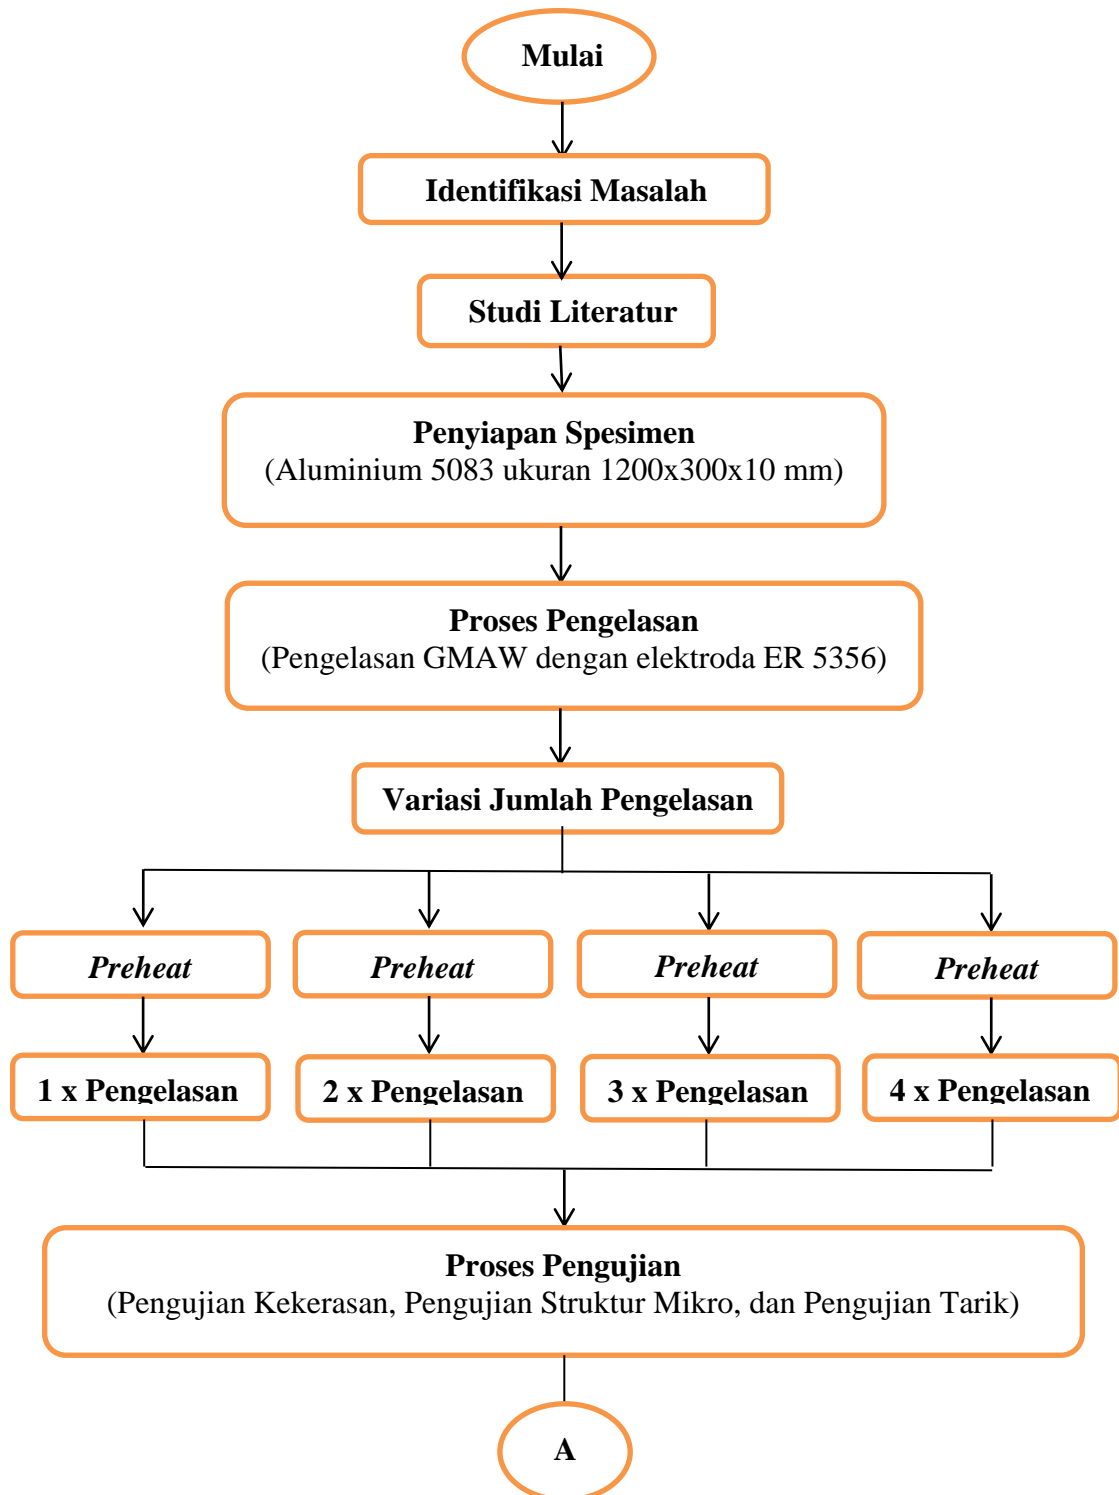 Mulai
Identifikasi Masalah
Studi Literatur
Penyiapan Spesimen
(Aluminium 5083 ukuran 1200x300x10 mm)
Proses Pengelasan
(Pengelasan GMAW dengan elektroda ER 5356)
Variasi Jumlah Pengelasan
Preheat
Preheat
Preheat
Preheat
1 x Pengelasan
2 x Pengelasan
3 x Pengelasan
4 x Pengelasan
Proses Pengujian
(Pengujian Kekerasan, Pengujian Struktur Mikro, dan Pengujian Tarik)
A